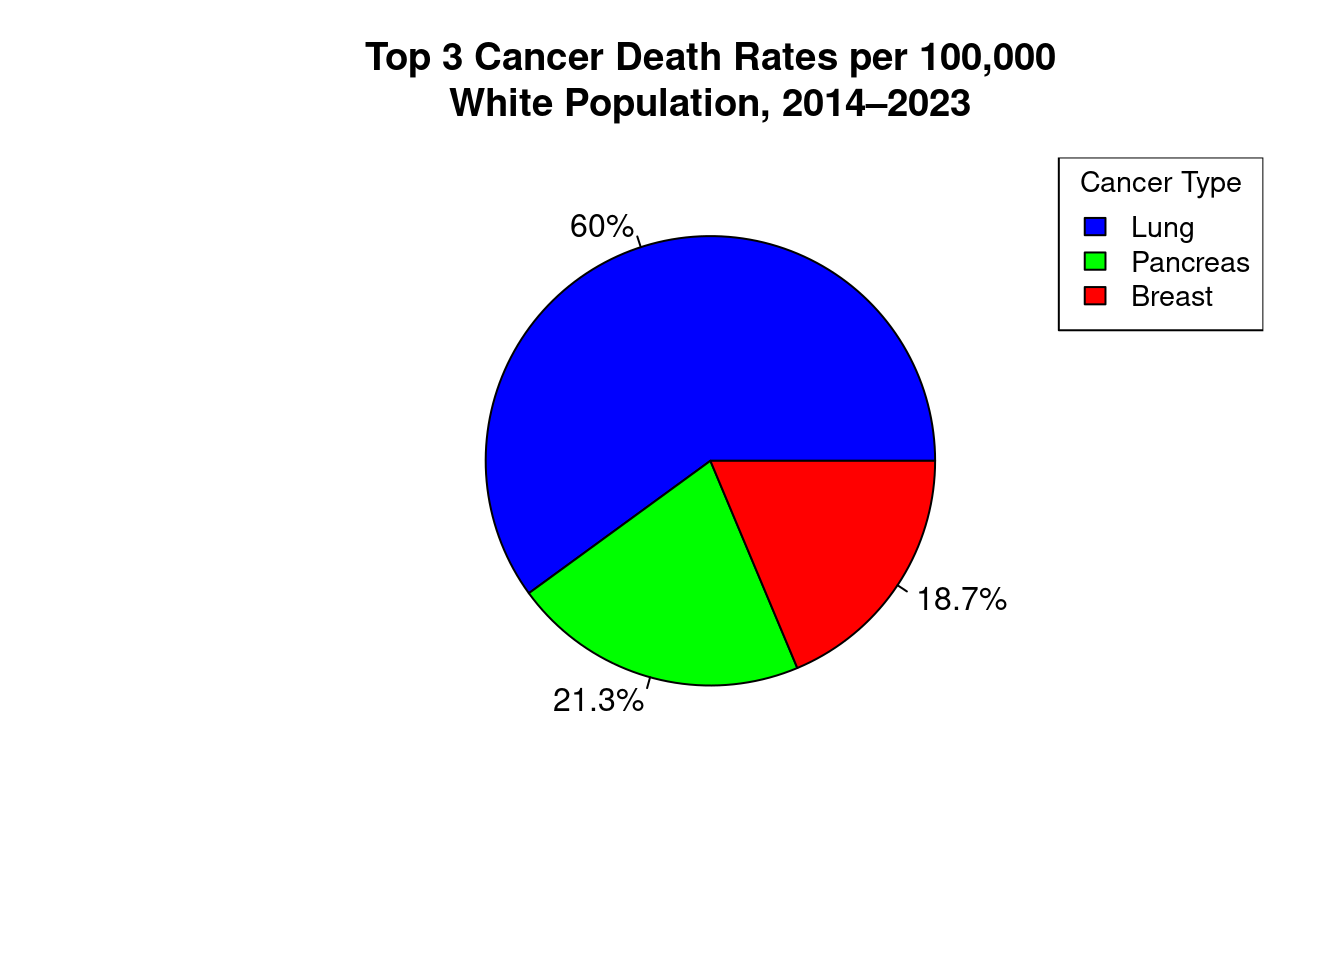 Top 3 Cancer Death Rates per 100,000
White Population, 2014–2023
Cancer Type
Lung
Pancreas
Breast
60%
18.7%
21.3%